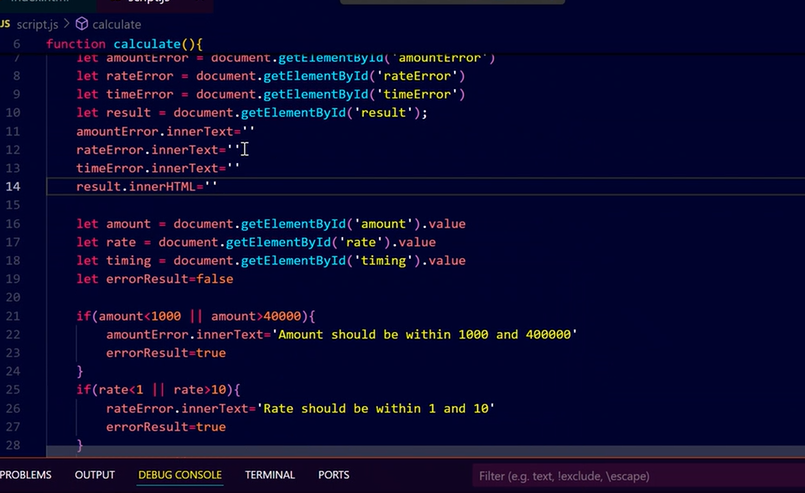 script.js
JS script.js > calculate
6 function calculate(){
7 let amountError = document.getElementById('amountError')
8 let rateError = document.getElementById('rateError')
9 let timeError = document.getElementById('timeError')
10 let result = document.getElementById('result');
11 amountError.innerText=''
12 rateError.innerText=''
13 timeError.innerText=''
14 result.innerHTML=''
15
16 let amount = document.getElementById('amount').value
17 let rate = document.getElementById('rate').value
18 let timing = document.getElementById('timing').value
19 let errorResult=false
20
21 if(amount<1000 || amount>40000){
22 amountError.innerText='Amount should be within 1000 and 400000'
23 errorResult=true
24 }
25 if(rate<1 || rate>10){
26 rateError.innerText='Rate should be within 1 and 10'
27 errorResult=true
28 }
PROBLEMS OUTPUT DEBUG CONSOLE TERMINAL PORTS Filter (e.g. text, !exclude, \escape)